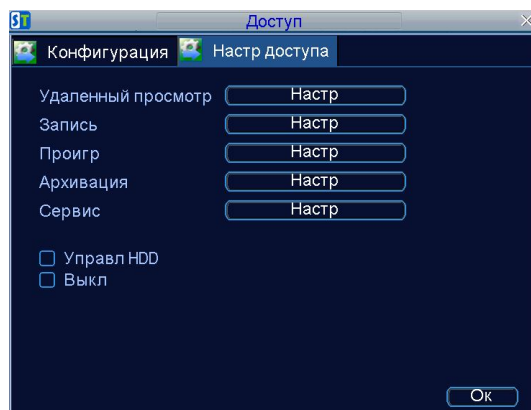 ST Доступ
Конфигурация Настр доступа
Удаленный просмотр Настр
Запись Настр
Проигр Настр
Архивация Настр
Сервис Настр
Управл HDD
Выкл
Ок